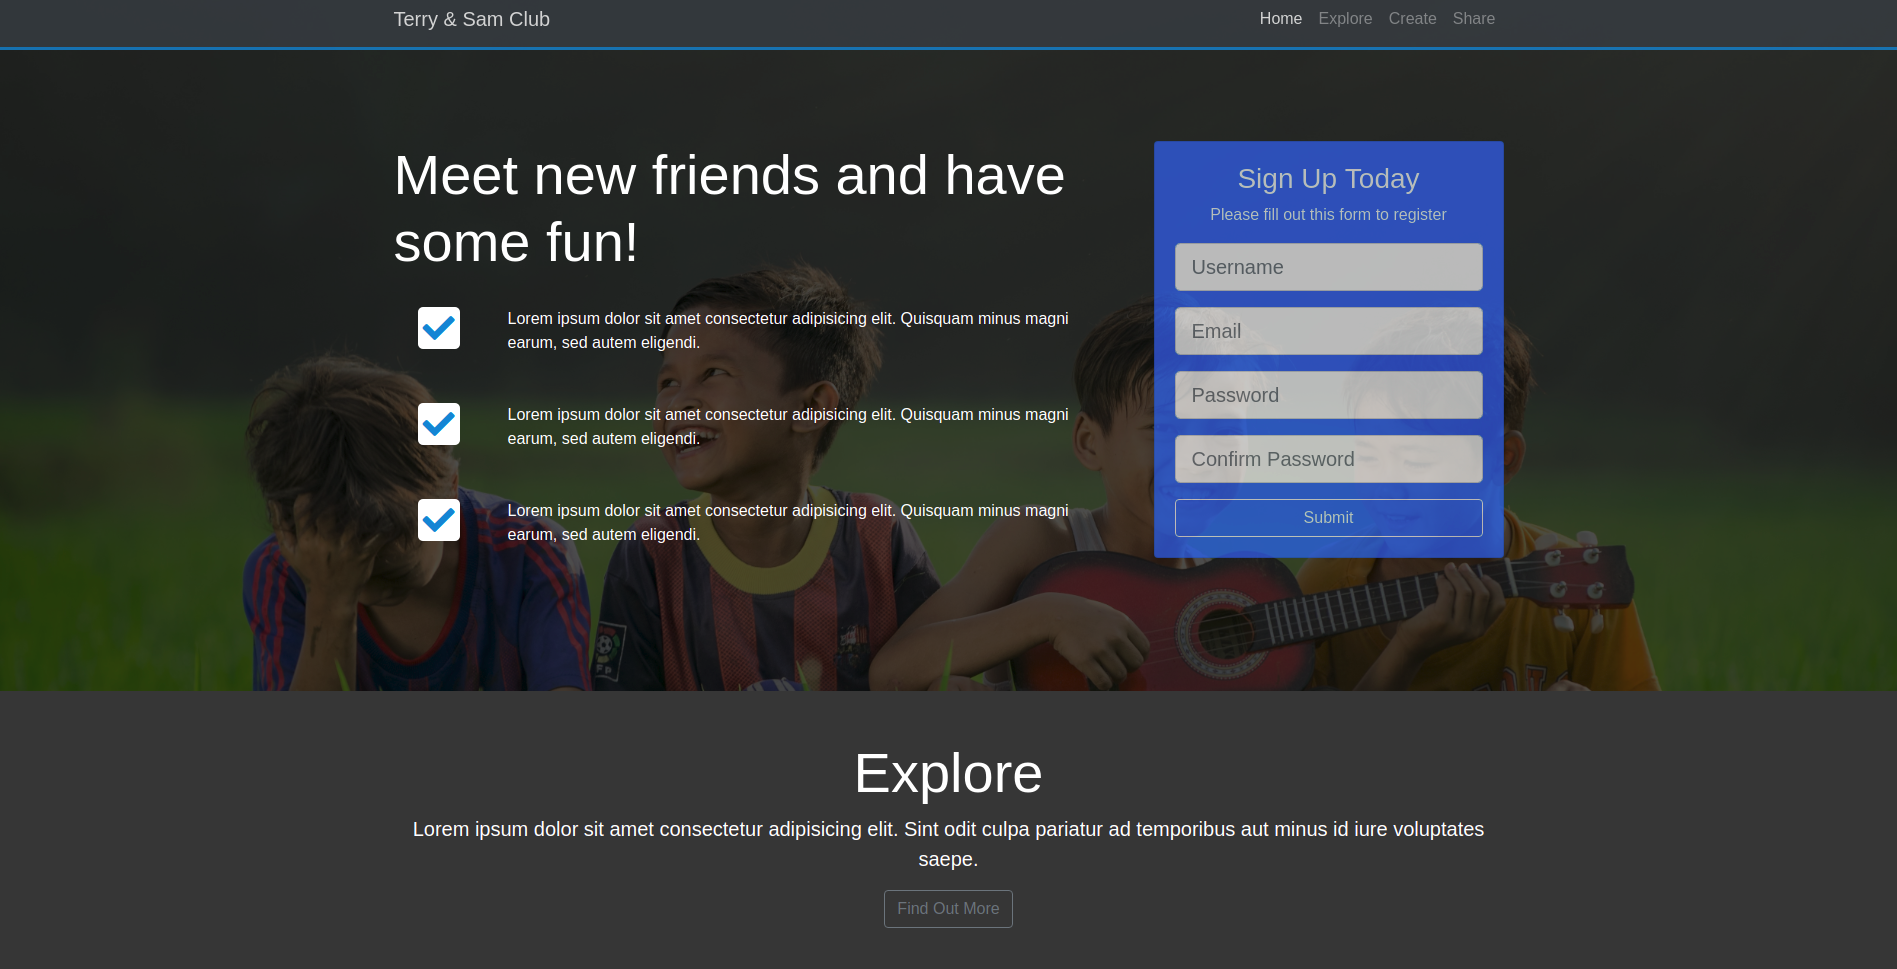 Terry & Sam Club
Home Explore Create Share
Meet new friends and have
some fun!
Lorem ipsum dolor sit amet consectetur adipisicing elit. Quisquam minus magni
earum, sed autem eligendi.
Lorem ipsum dolor sit amet consectetur adipisicing elit. Quisquam minus magni
earum, sed autem eligendi.
Lorem ipsum dolor sit amet consectetur adipisicing elit. Quisquam minus magni
earum, sed autem eligendi.
Sign Up Today
Please fill out this form to register
Username
Email
Password
Confirm Password
Submit
Explore
Lorem ipsum dolor sit amet consectetur adipisicing elit. Sint odit culpa pariatur ad temporibus aut minus id iure voluptates
saepe.
Find Out More